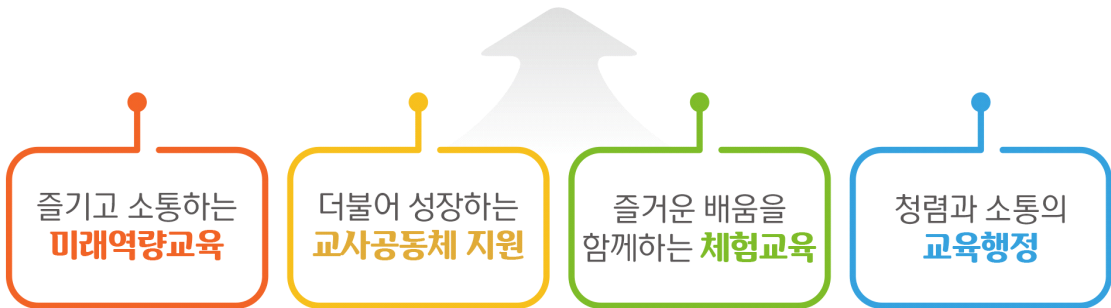 즐기고 소통하는
미래역량교육
더불어 성장하는
교사공동체 지원
즐거운 배움을
함께하는 체험교육
청렴과 소통의
교육행정